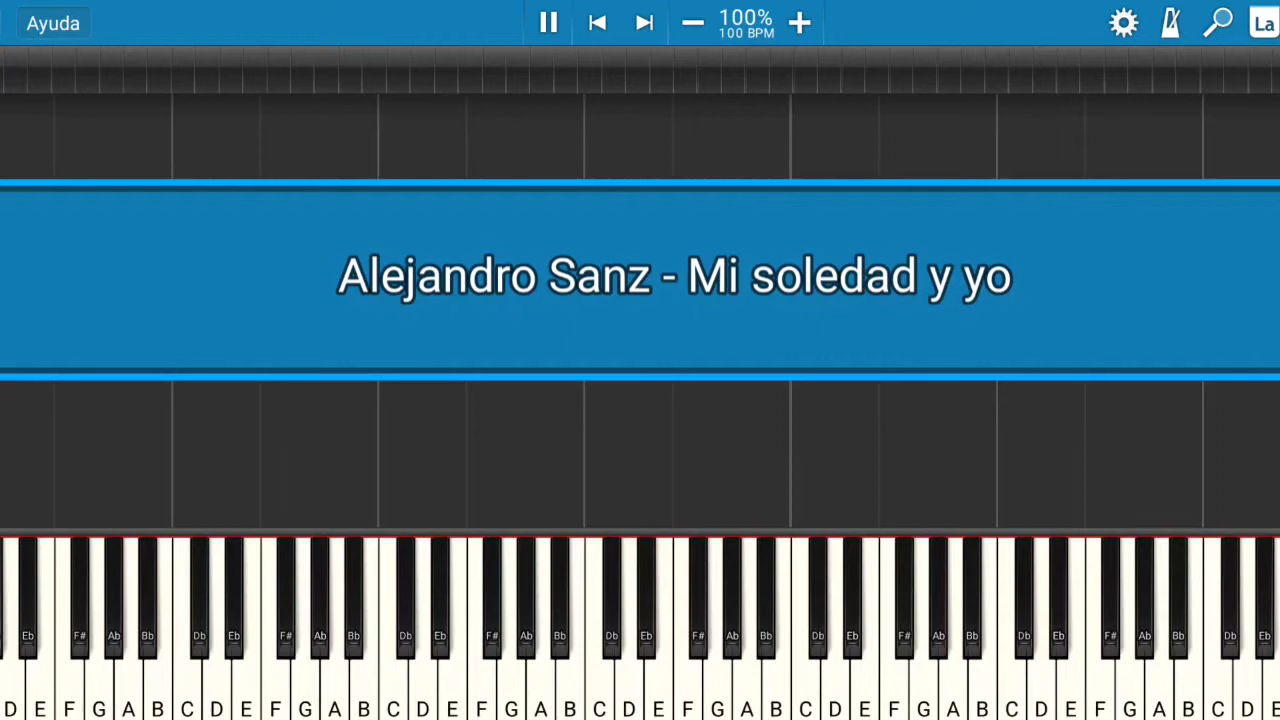 Ayuda
100%
100 BPM
La
Alejandro Sanz - Mi soledad y yo
Eb F# Ab Bb Db Eb F# Ab Bb Db Eb F# Ab Bb Db Eb F# Ab Bb Db Eb F# Ab Bb Db Eb F# Ab Bb Db Eb
D E F G A B C D E F G A B C D E F G A B C D E F G A B C D E F G A B C D E F G A B C D E